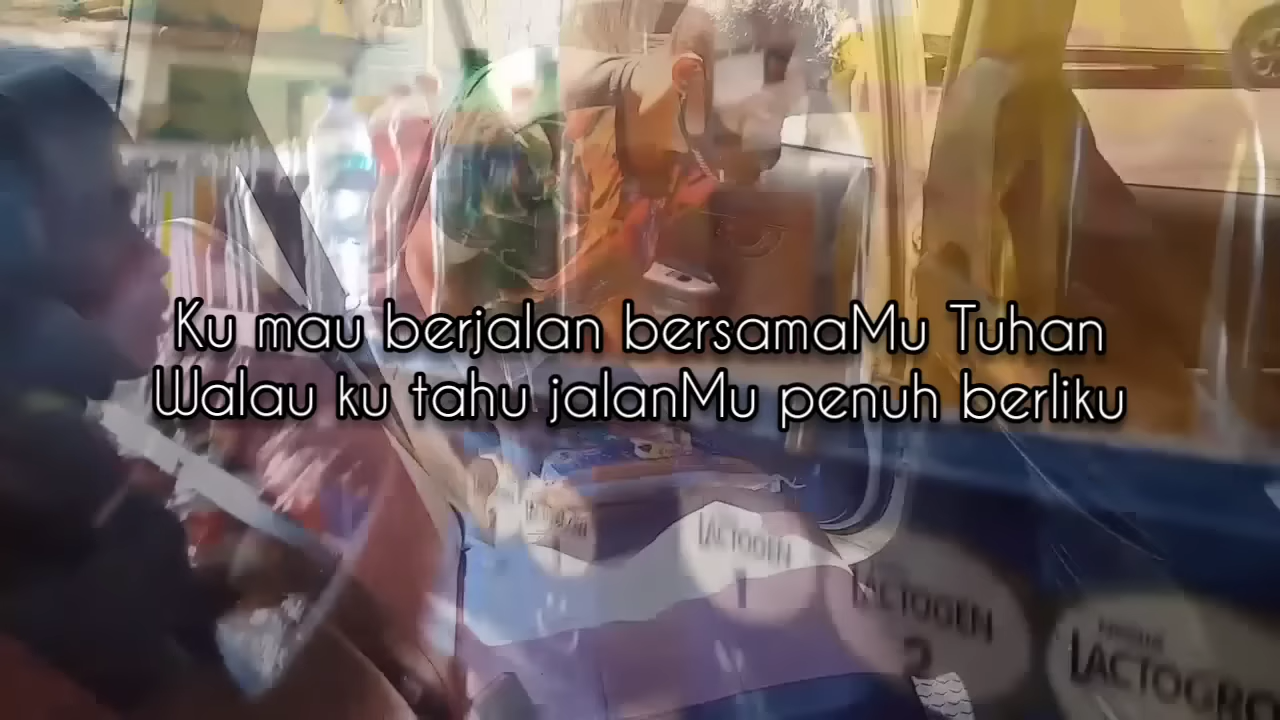 Ku mau berjalan bersamaMu Tuhan
Walau ku tahu jalanMu penuh berliku
LACTOGEN
1
LACTOGEN
2
LACTOGRO